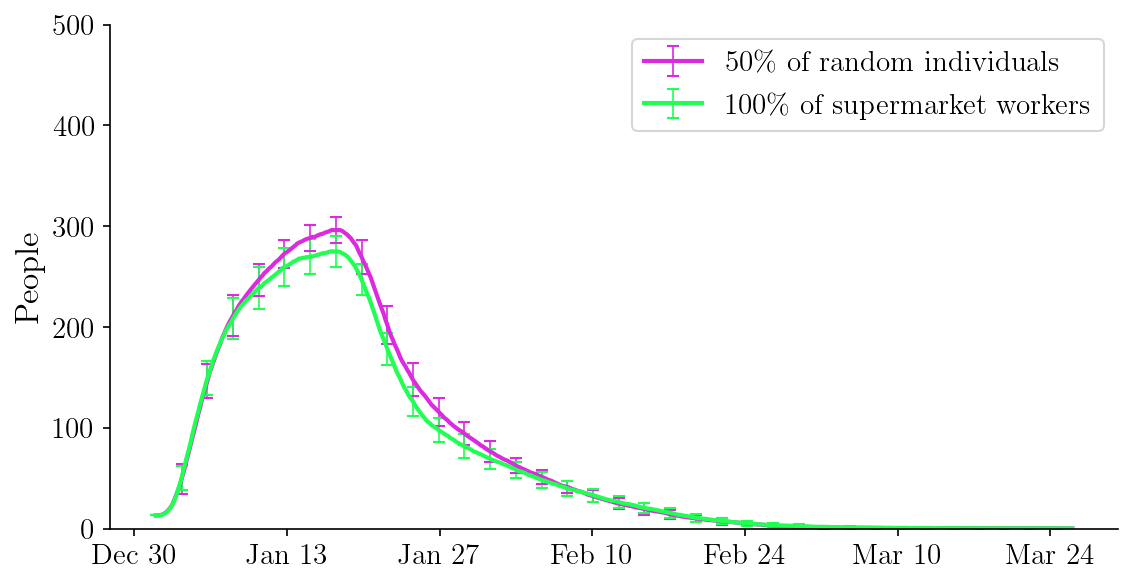 500
400
300
200
100
0
People
50% of random individuals
100% of supermarket workers
Dec 30 Jan 13 Jan 27 Feb 10 Feb 24 Mar 10 Mar 24